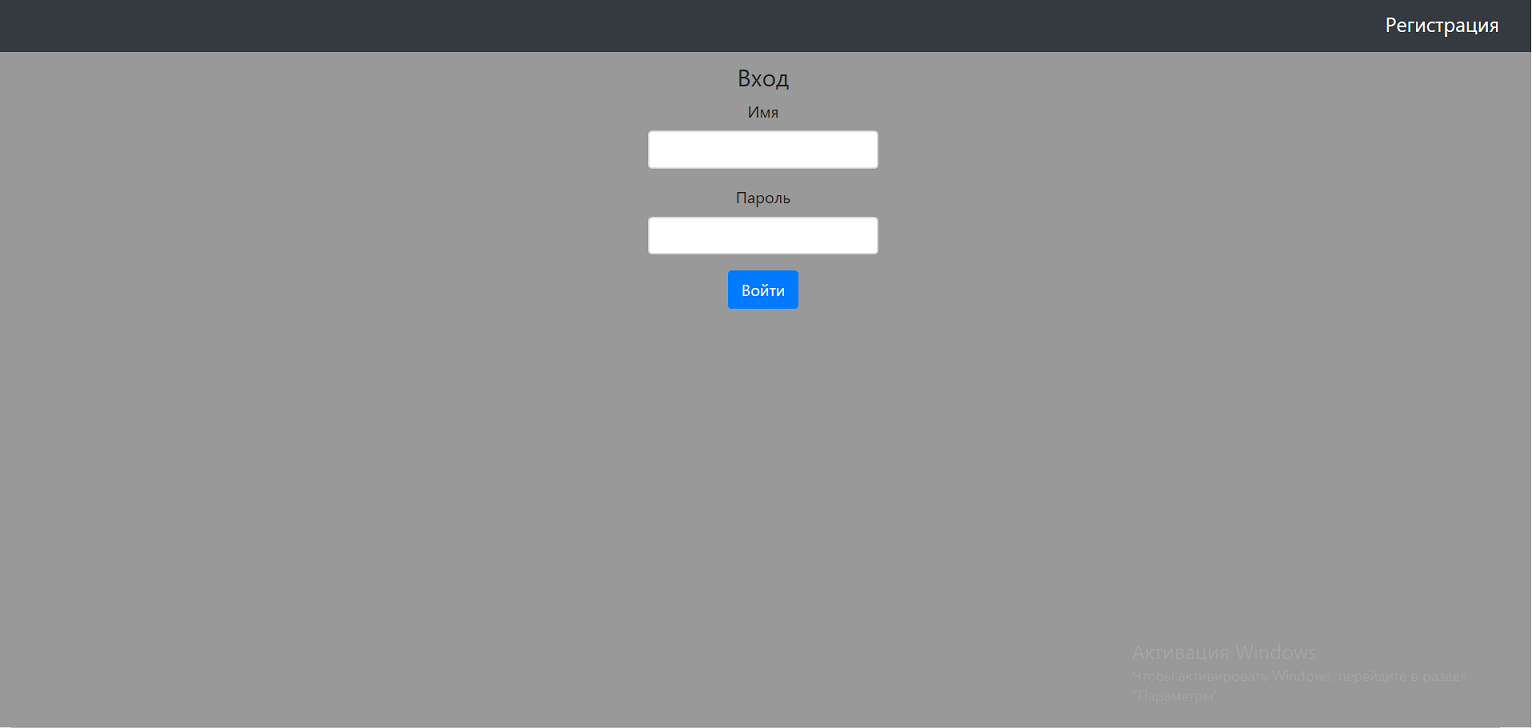 Регистрация
Вход
Имя
Пароль
Войти
Активация Windows
Чтобы активировать Windows, перейдите в раздел
"Параметры".